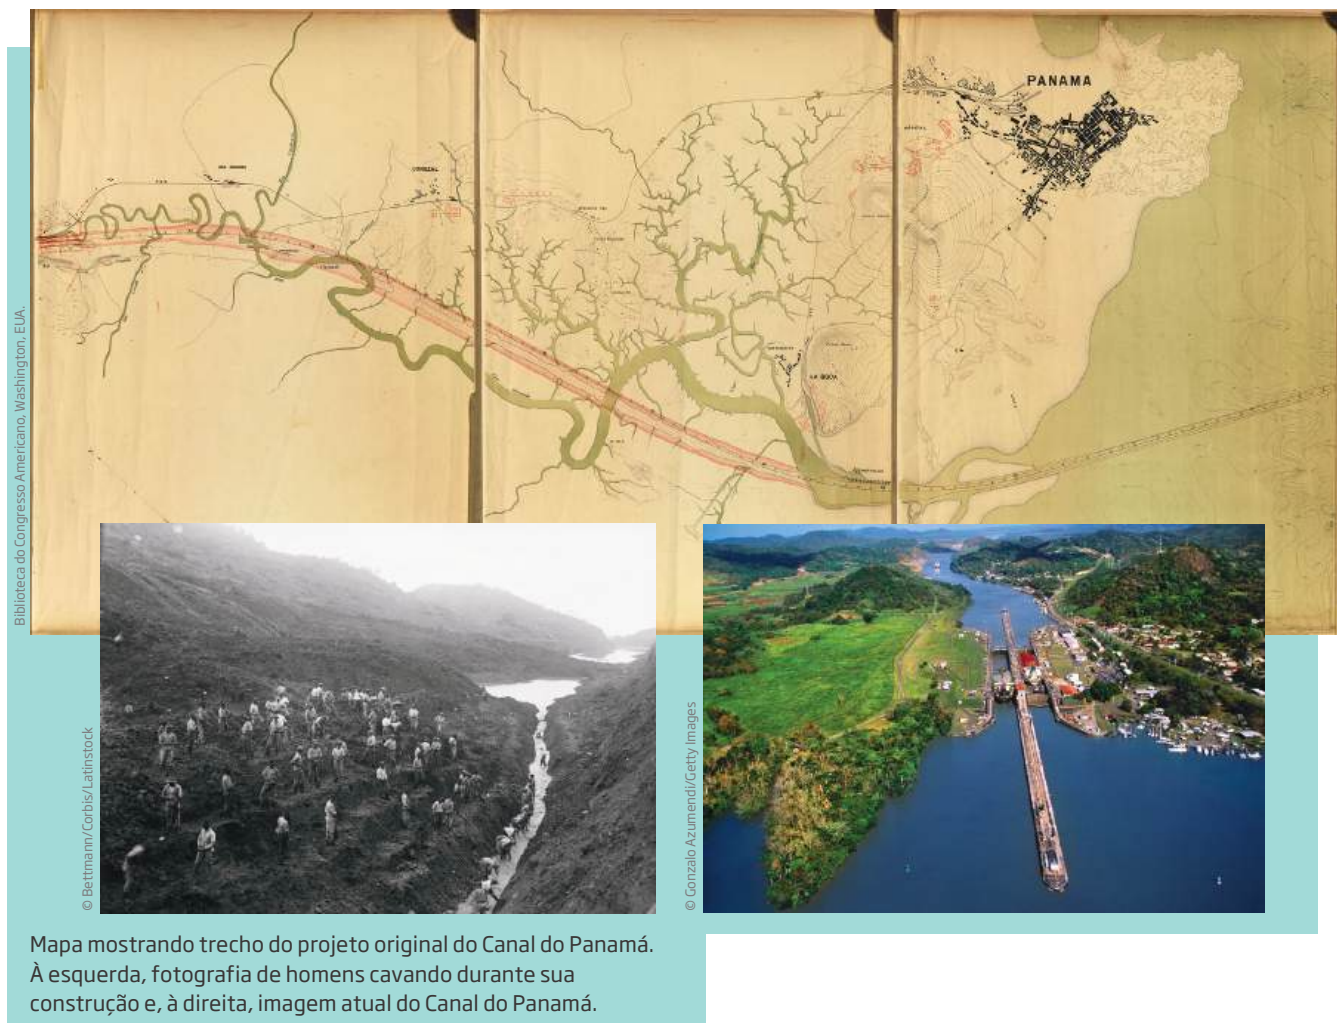 PANAMA
COROZAL
LA BOCA
Biblioteca do Congresso Americano, Washington, EUA.
© Bettmann/Corbis/Latinstock
© Gonzalo Azumendi/Getty Images
Mapa mostrando trecho do projeto original do Canal do Panamá.
À esquerda, fotografia de homens cavando durante sua
construção e, à direita, imagem atual do Canal do Panamá.